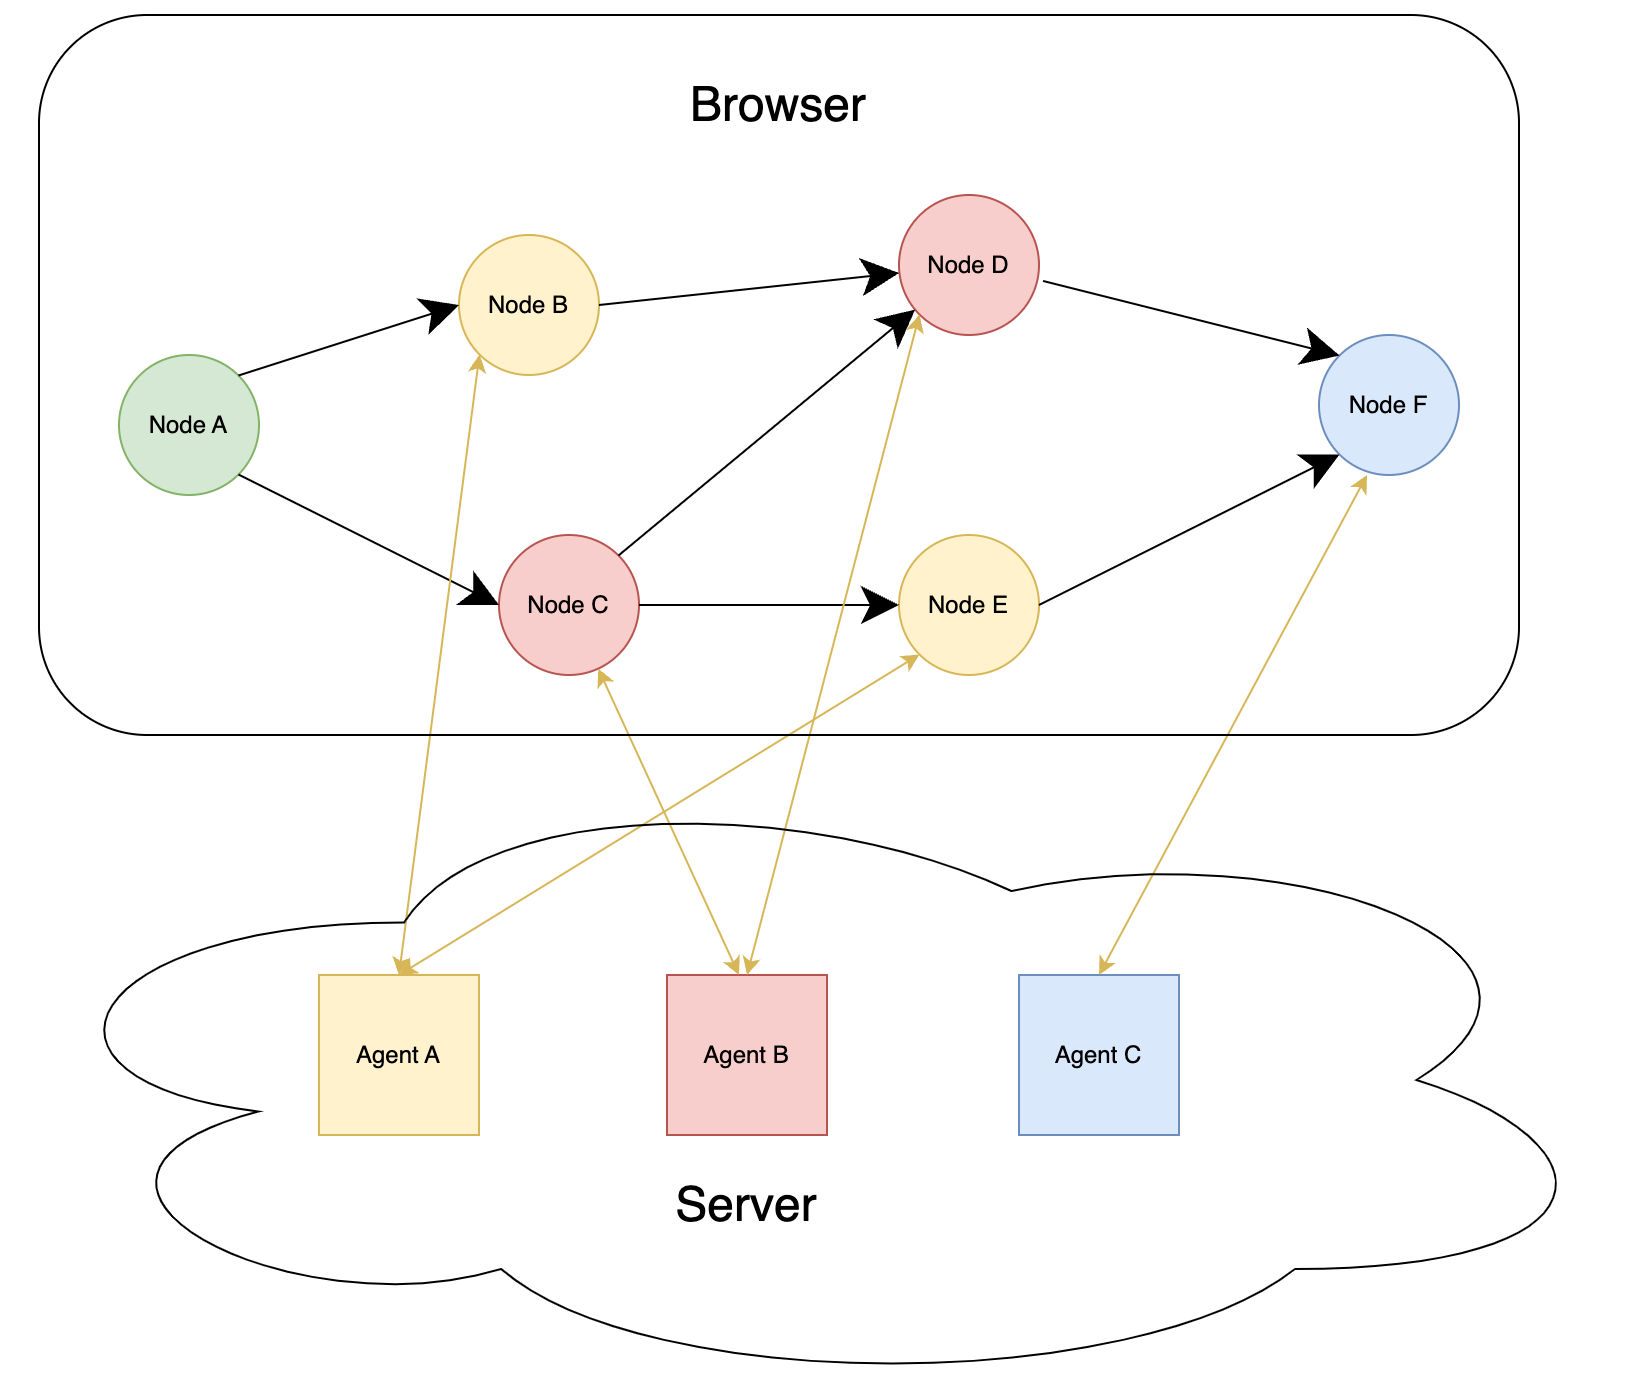 Browser
Node D
Node B
Node F
Node A
Node C
Node E
Agent A
Agent B
Agent C
Server